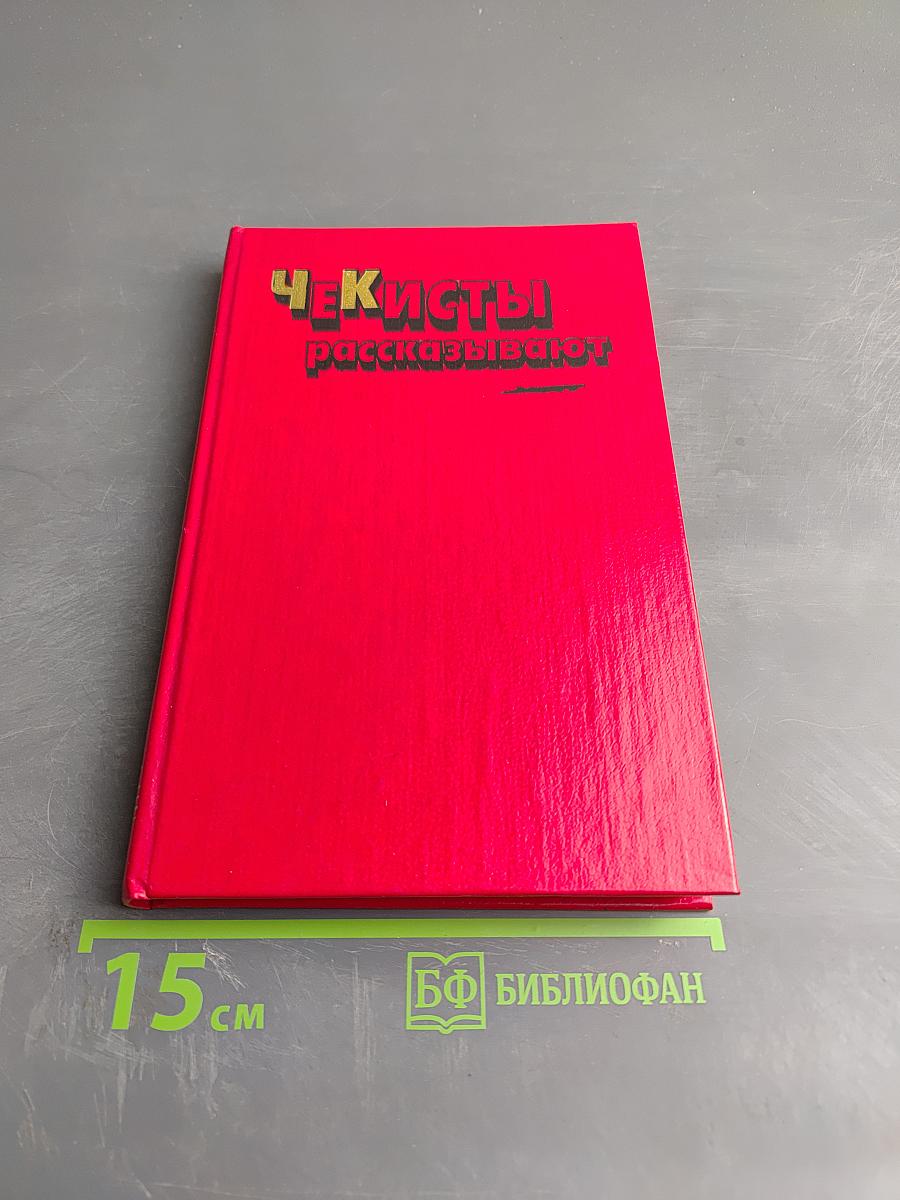 ЧеКисты
рассказывают
15 см
БФ БИБЛИОФАН